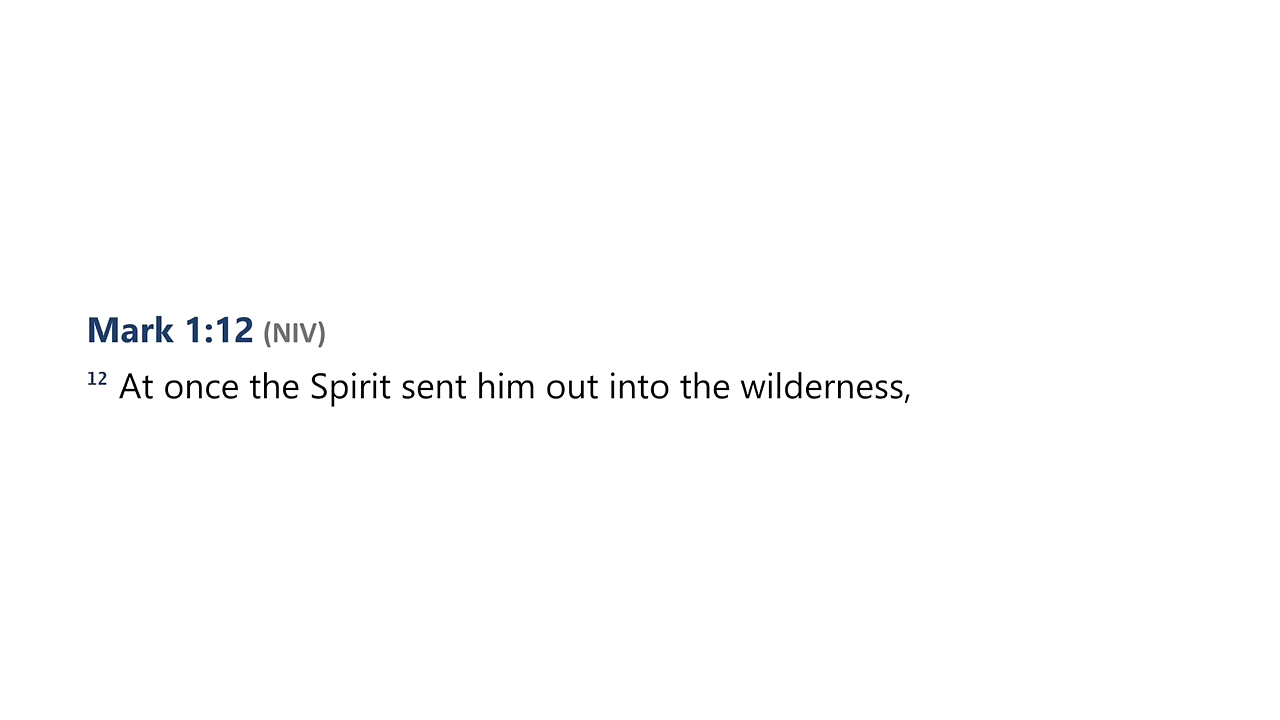 Mark 1:12 (NIV)
12 At once the Spirit sent him out into the wilderness,